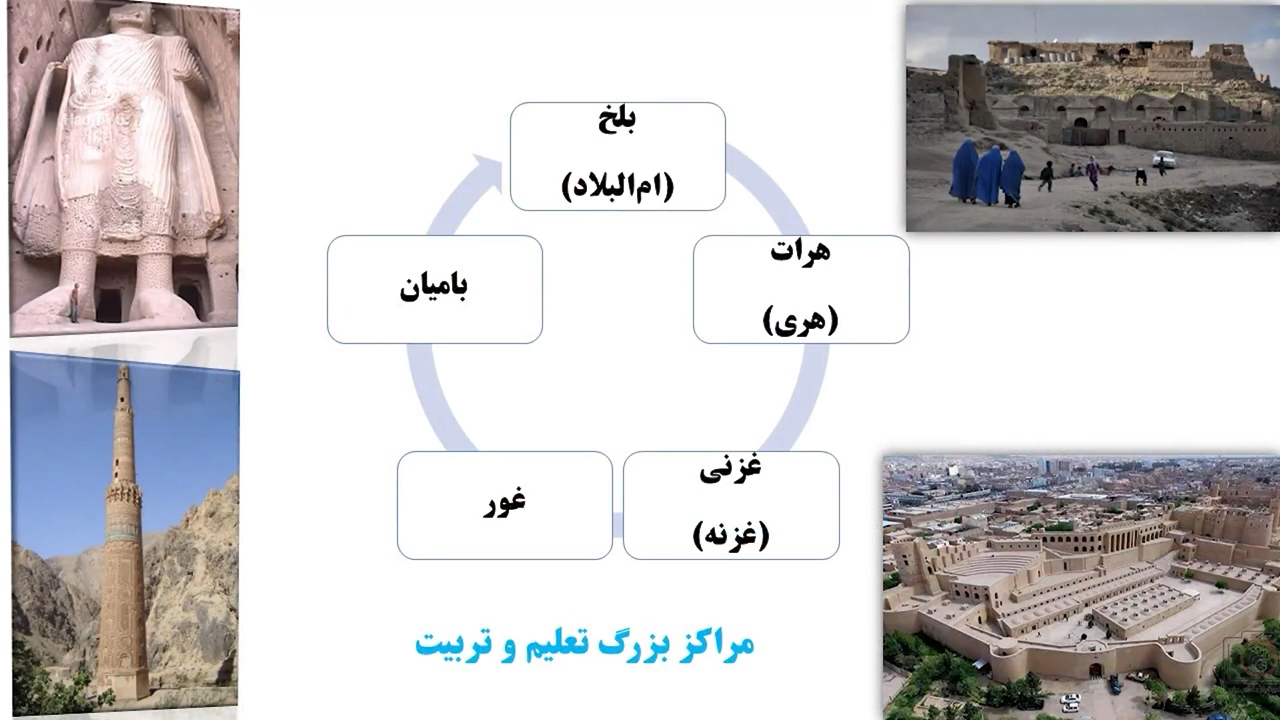 بلخ
(ام‌البلاد)
هرات
(هری)
غزنی
(غزنه)
غور
بامیان
مراکز بزرگ تعلیم و تربیت